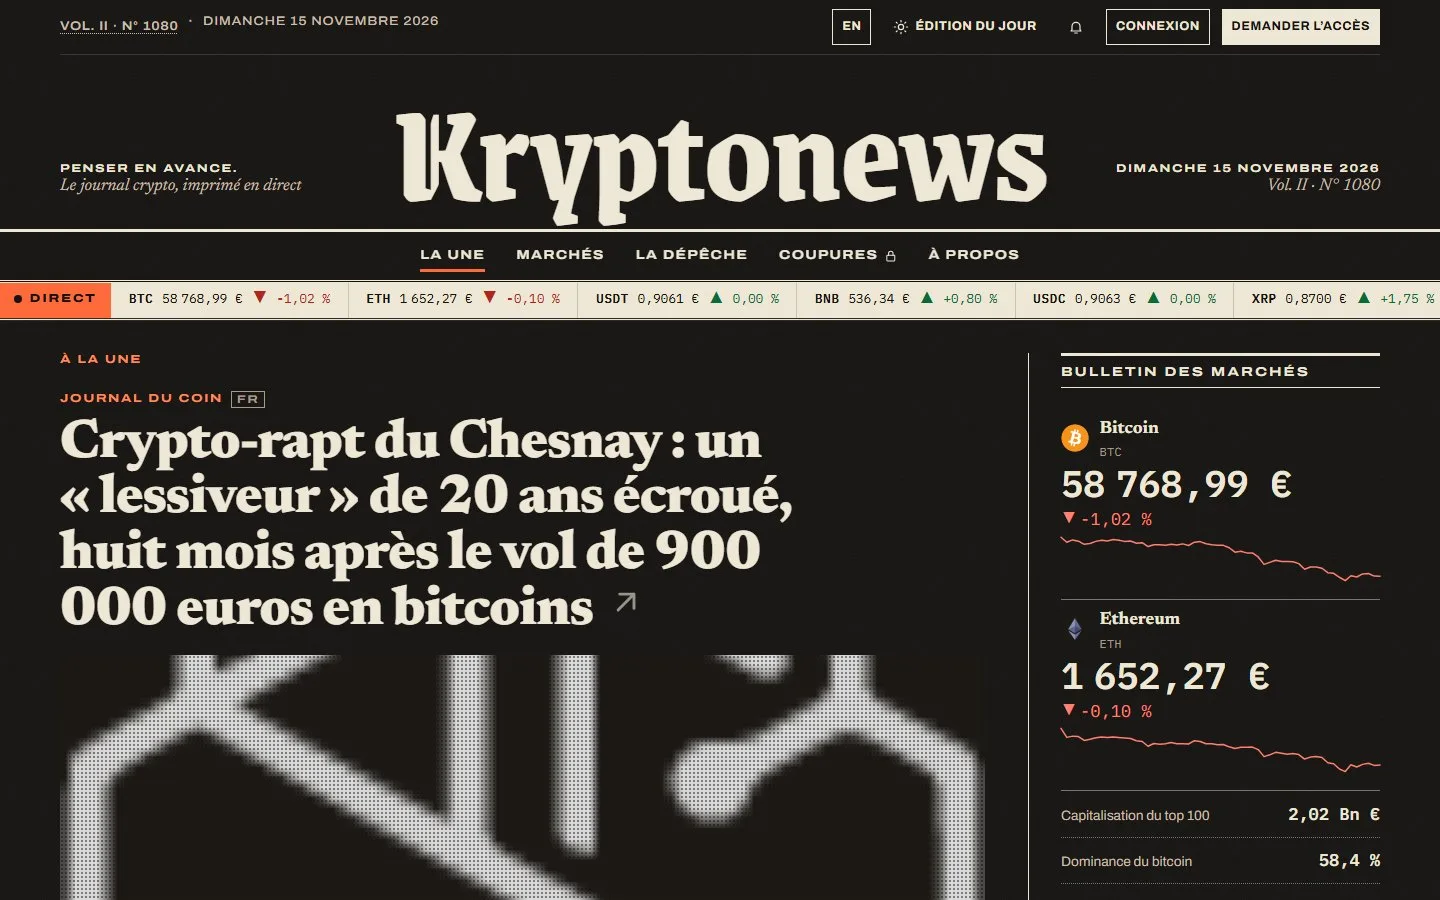 VOL. II · N° 1080 · DIMANCHE 15 NOVEMBRE 2026
EN
ÉDITION DU JOUR
CONNEXION
DEMANDER L'ACCÈS
PENSER EN AVANCE.
Le journal crypto, imprimé en direct
Kryptonews
DIMANCHE 15 NOVEMBRE 2026
Vol. II · N° 1080
LA UNE MARCHÉS LA DÉPÊCHE COUPURES À PROPOS
● DIRECT BTC 58 768,99 € ▼ -1,02 % ETH 1 652,27 € ▼ -0,10 % USDT 0,9061 € ▲ 0,00 % BNB 536,34 € ▲ +0,80 % USDC 0,9063 € ▲ 0,00 % XRP 0,8700 € ▲ +1,75 %
À LA UNE
JOURNAL DU COIN FR
Crypto-rapt du Chesnay : un
« lessiveur » de 20 ans écroué,
huit mois après le vol de 900
000 euros en bitcoins ↗
BULLETIN DES MARCHÉS
Bitcoin
BTC
58 768,99 €
▼ -1,02 %
Ethereum
ETH
1 652,27 €
▼ -0,10 %
Capitalisation du top 100 2,02 Bn €
Dominance du bitcoin 58,4 %